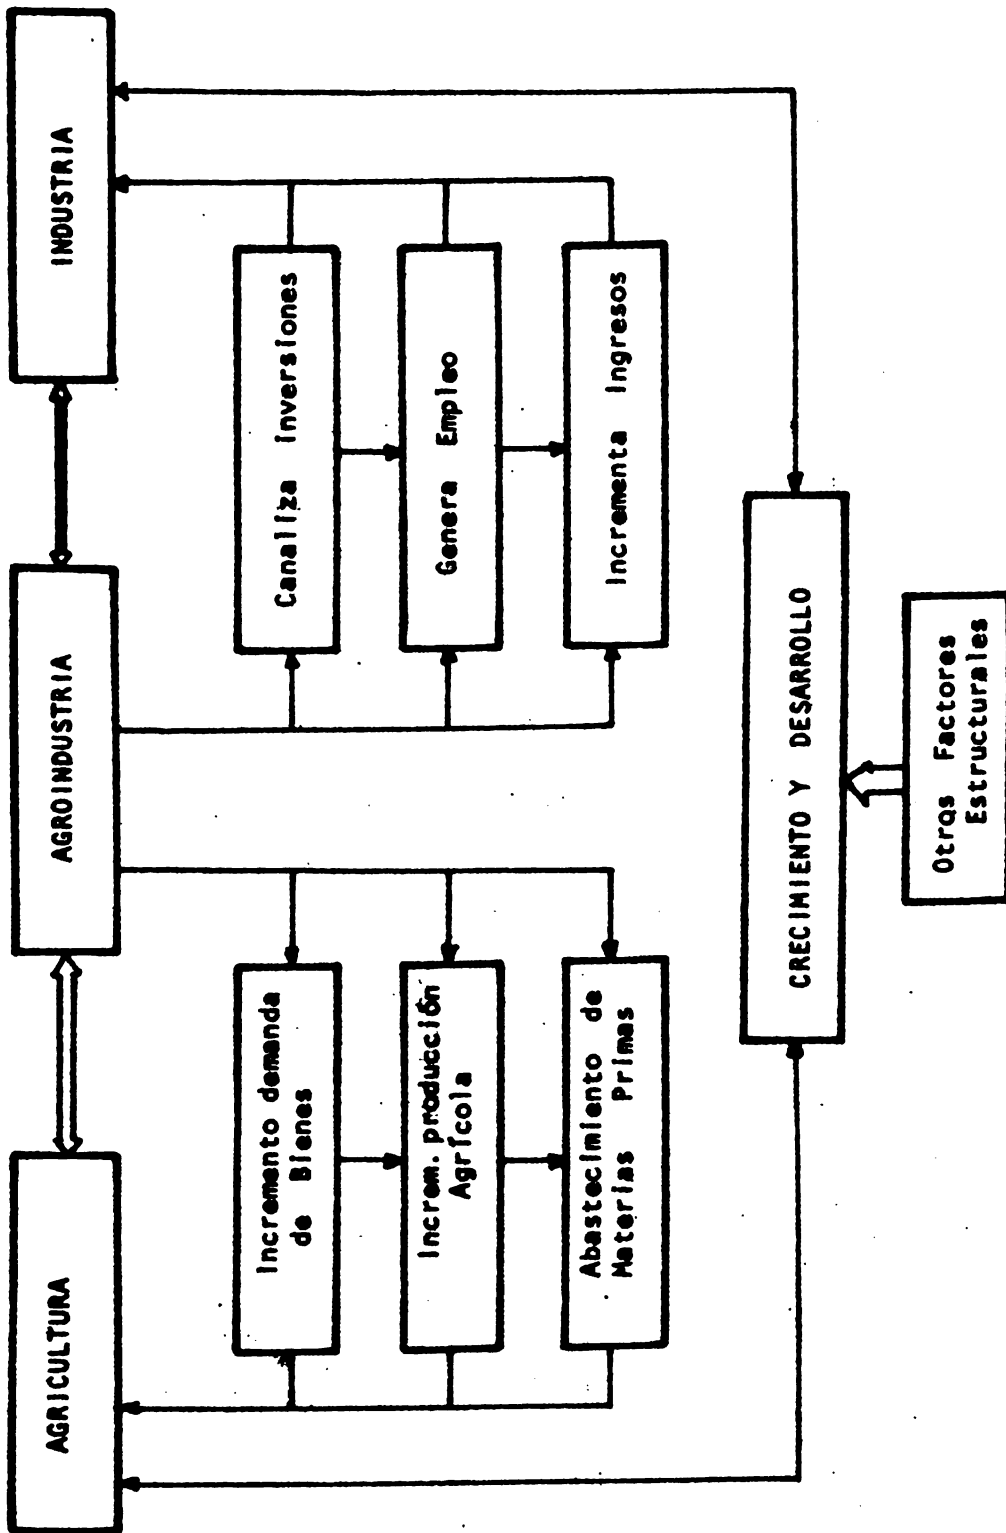 AGRICULTURA
AGROINDUSTRIA
INDUSTRIA
Incremento demanda
de Bienes
Increm. producción
Agrícola
Abastecimiento de
Materias Primas
Canaliza inversiones
Genera Empleo
Incrementa Ingresos
CRECIMIENTO Y DESARROLLO
Otros Factores
Estructurales